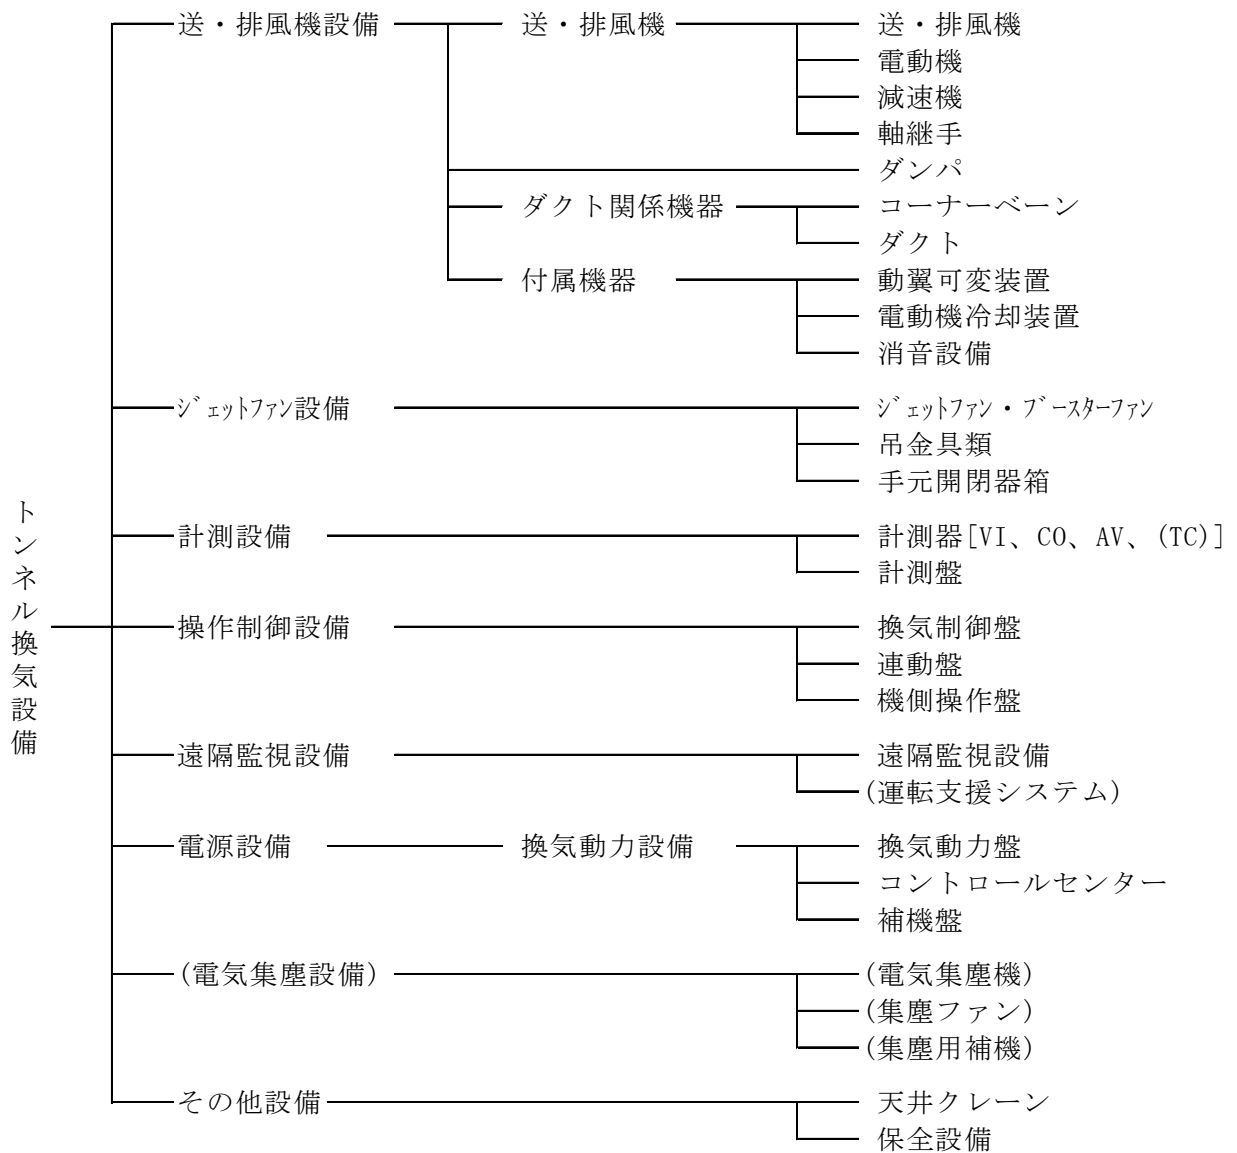 送・排風機設備 送・排風機 送・排風機
電動機
減速機
軸継手
ダンパ
ダクト関係機器 コーナーベーン
ダクト
付属機器 動翼可変装置
電動機冷却装置
消音設備
ｼﾞｪｯﾄﾌｧﾝ設備 ｼﾞｪｯﾄﾌｧﾝ・ﾌﾞｰｽﾀｰﾌｧﾝ
吊金具類
手元開閉器箱
トンネル換気設備
計測設備 計測器[VI、CO、AV、(TC)]
計測盤
操作制御設備 換気制御盤
連動盤
機側操作盤
遠隔監視設備 遠隔監視設備
(運転支援システム)
電源設備 換気動力設備 換気動力盤
コントロールセンター
補機盤
(電気集塵設備) (電気集塵機)
(集塵ファン)
(集塵用補機)
その他設備 天井クレーン
保全設備